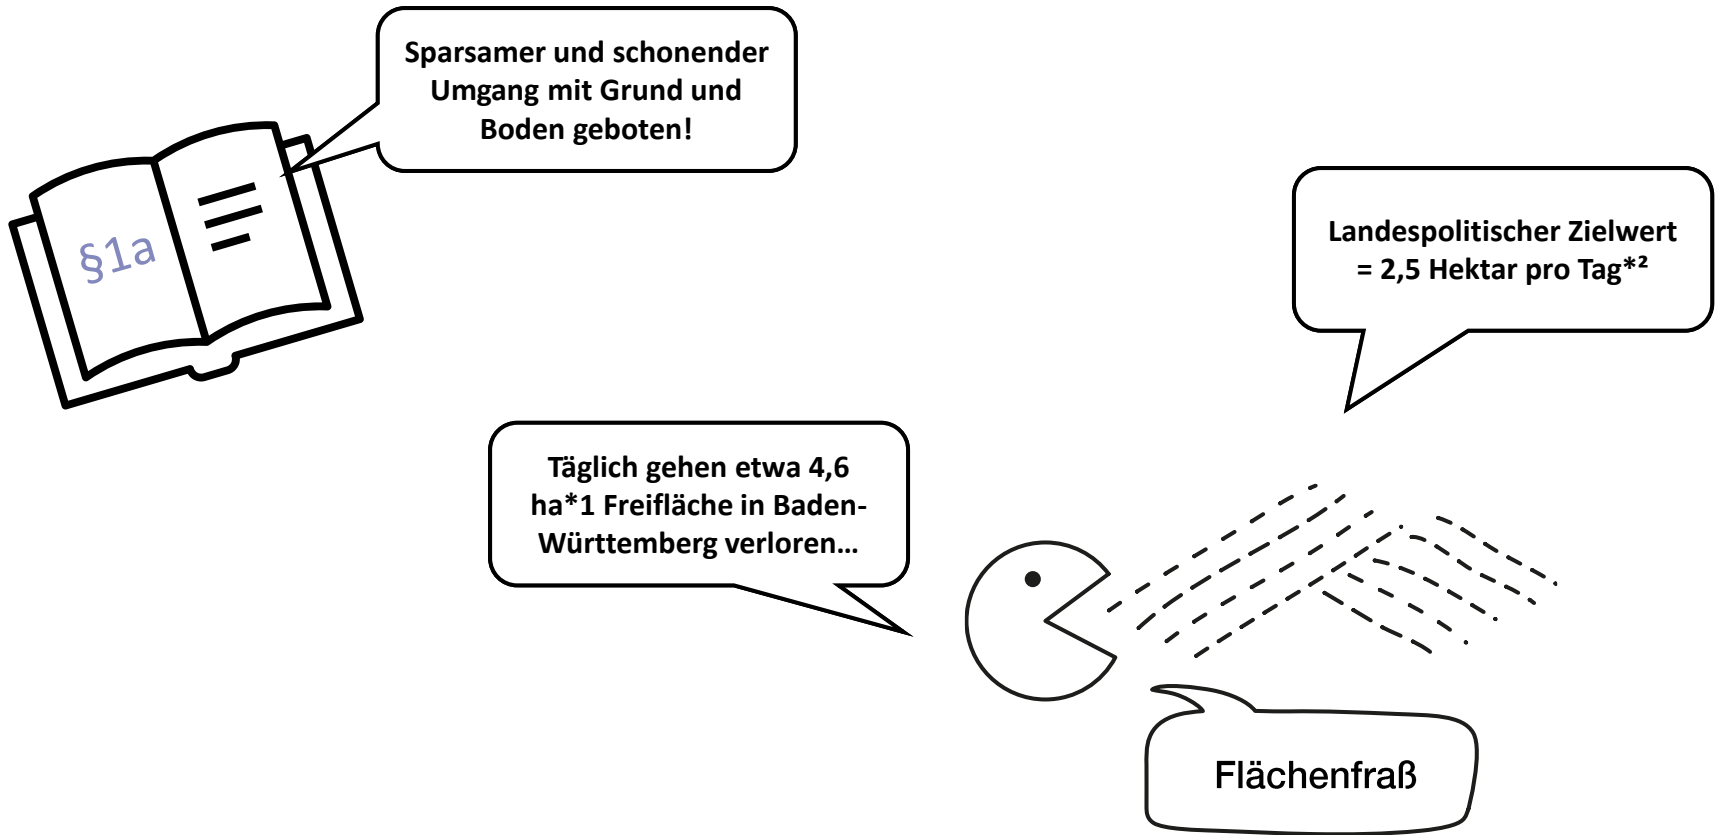 Sparsamer und schonender
Umgang mit Grund und
Boden geboten!
§1a
Landespolitischer Zielwert
= 2,5 Hektar pro Tag*²
Täglich gehen etwa 4,6
ha*1 Freifläche in Baden-
Württemberg verloren…
Flächenfraß